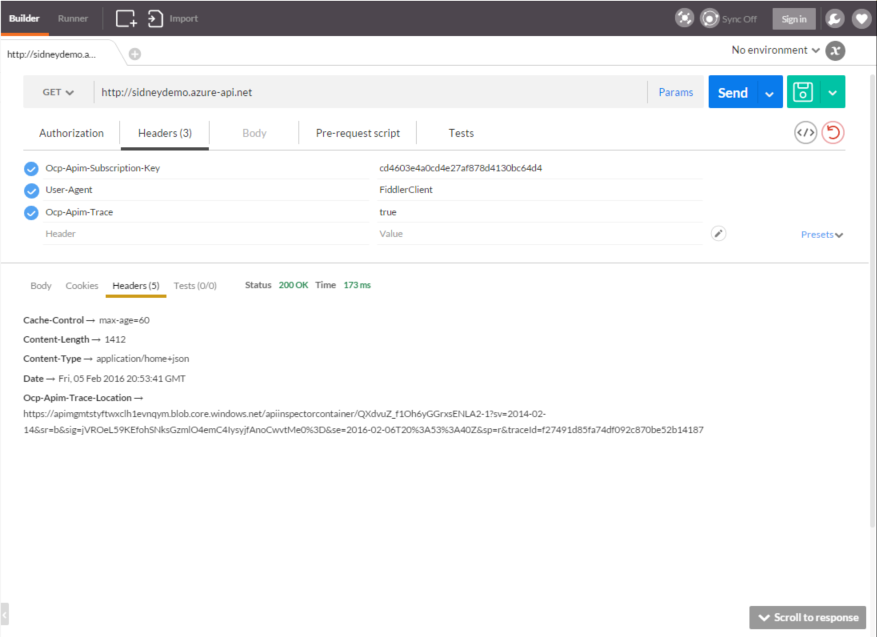 Builder Runner Import Sync Off Sign in
http://sidneydemo.a... No environment
GET http://sidneydemo.azure-api.net Params Send
Authorization Headers (3) Body Pre-request script Tests
Ocp-Apim-Subscription-Key cd4603e4a0cd4e27af878d4130bc64d4
User-Agent FiddlerClient
Ocp-Apim-Trace true
Header Value Presets
Body Cookies Headers (5) Tests (0/0) Status 200 OK Time 173 ms
Cache-Control → max-age=60
Content-Length → 1412
Content-Type → application/home+json
Date → Fri, 05 Feb 2016 20:53:41 GMT
Ocp-Apim-Trace-Location →
https://apimgmtstyftwxclh1evnqym.blob.core.windows.net/apiinspectorcontainer/QXdvuZ_f1Oh6yGGrxsENLA2-1?sv=2014-02-
14&sr=b&sig=jVROeL59KEfohSNksGzmlO4emC4IysyjfAnoCwvtMe0%3D&se=2016-02-06T20%3A53%3A40Z&sp=r&traceId=f27491d85fa74df092c870be52b14187
Scroll to response